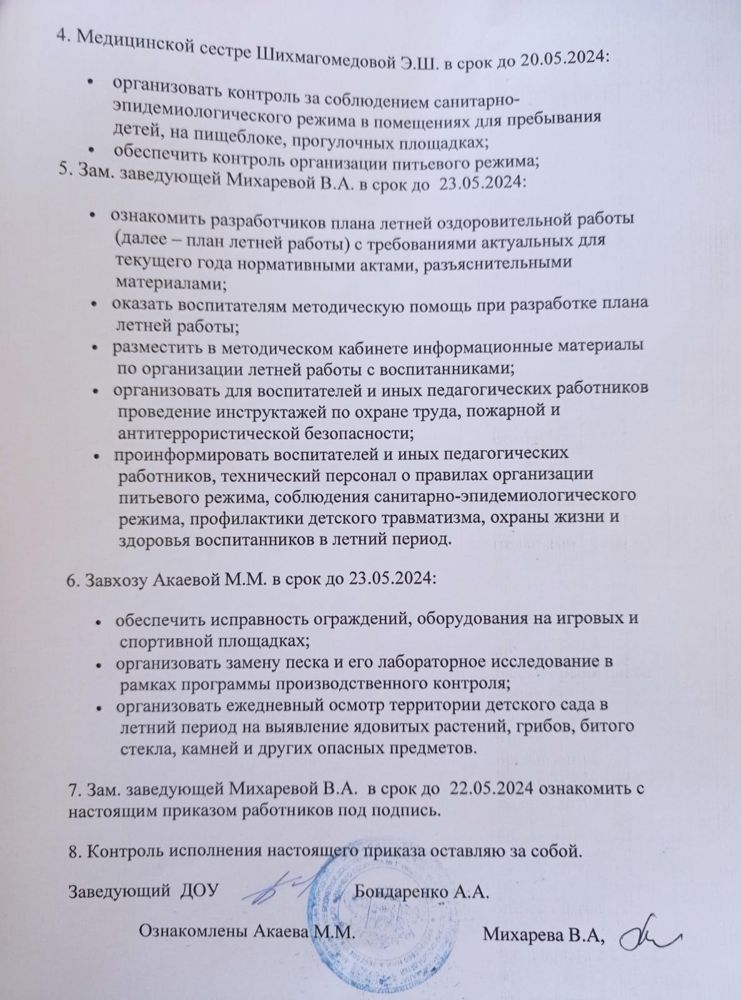 4. Медицинской сестре Шихмагомедовой Э.Ш. в срок до 20.05.2024:
• организовать контроль за соблюдением санитарно-
эпидемиологического режима в помещениях для пребывания
детей, на пищеблоке, прогулочных площадках;
• обеспечить контроль организации питьевого режима;
5. Зам. заведующей Михаревой В.А. в срок до 23.05.2024:
• ознакомить разработчиков плана летней оздоровительной работы
(далее – план летней работы) с требованиями актуальных для
текущего года нормативными актами, разъяснительными
материалами;
• оказать воспитателям методическую помощь при разработке плана
летней работы;
• разместить в методическом кабинете информационные материалы
по организации летней работы с воспитанниками;
• организовать для воспитателей и иных педагогических работников
проведение инструктажей по охране труда, пожарной и
антитеррористической безопасности;
• проинформировать воспитателей и иных педагогических
работников, технический персонал о правилах организации
питьевого режима, соблюдения санитарно-эпидемиологического
режима, профилактики детского травматизма, охраны жизни и
здоровья воспитанников в летний период.
6. Завхозу Акаевой М.М. в срок до 23.05.2024:
• обеспечить исправность ограждений, оборудования на игровых и
спортивной площадках;
• организовать замену песка и его лабораторное исследование в
рамках программы производственного контроля;
• организовать ежедневный осмотр территории детского сада в
летний период на выявление ядовитых растений, грибов, битого
стекла, камней и других опасных предметов.
7. Зам. заведующей Михаревой В.А. в срок до 22.05.2024 ознакомить с
настоящим приказом работников под подпись.
8. Контроль исполнения настоящего приказа оставляю за собой.
Заведующий ДОУ Бондаренко А.А.
Ознакомлены Акаева М.М. Михарева В.А,